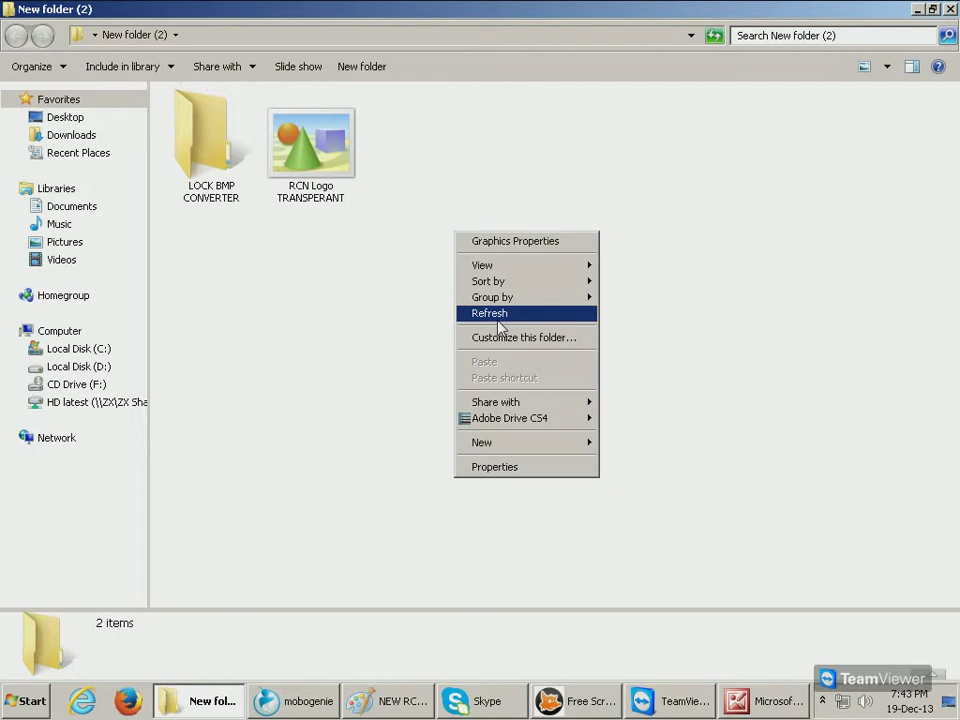 New folder (2)
New folder (2)
Search New folder (2)
Organize
Include in library
Share with
Slide show
New folder
Favorites
Desktop
Downloads
Recent Places
Libraries
Documents
Music
Pictures
Videos
Homegroup
Computer
Local Disk (C:)
Local Disk (D:)
CD Drive (F:)
HD latest (\\ZX\ZX Sha
Network
LOCK BMP
CONVERTER
RCN Logo
TRANSPERANT
Graphics Properties
View
Sort by
Group by
Refresh
Customize this folder...
Paste
Paste shortcut
Share with
Adobe Drive CS4
New
Properties
2 items
TeamViewer
Start
New fol...
mobogenie
NEW RC...
Skype
Free Scr...
TeamVie...
Microsof...
7:43 PM
19-Dec-13